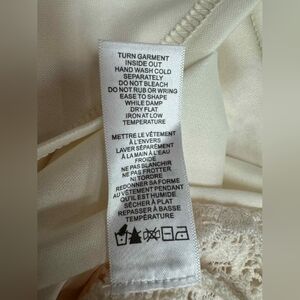 TURN GARMENT
INSIDE OUT
HAND WASH COLD
SEPARATELY
DO NOT BLEACH
DO NOT RUB OR WRING
EASE TO SHAPE
WHILE DAMP
DRY FLAT
IRON AT LOW
TEMPERATURE
METTRE LE VÊTEMENT
À L'ENVERS
LAVER SÉPARÉMENT
À LA MAIN À L'EAU
FROIDE
NE PAS BLANCHIR
NE PAS FROTTER
NI TORDRE
REDONNER SA FORME
AU VÊTEMENT PENDANT
QU'IL EST HUMIDE
SÉCHER À PLAT
REPASSER À BASSE
TEMPÉRATURE